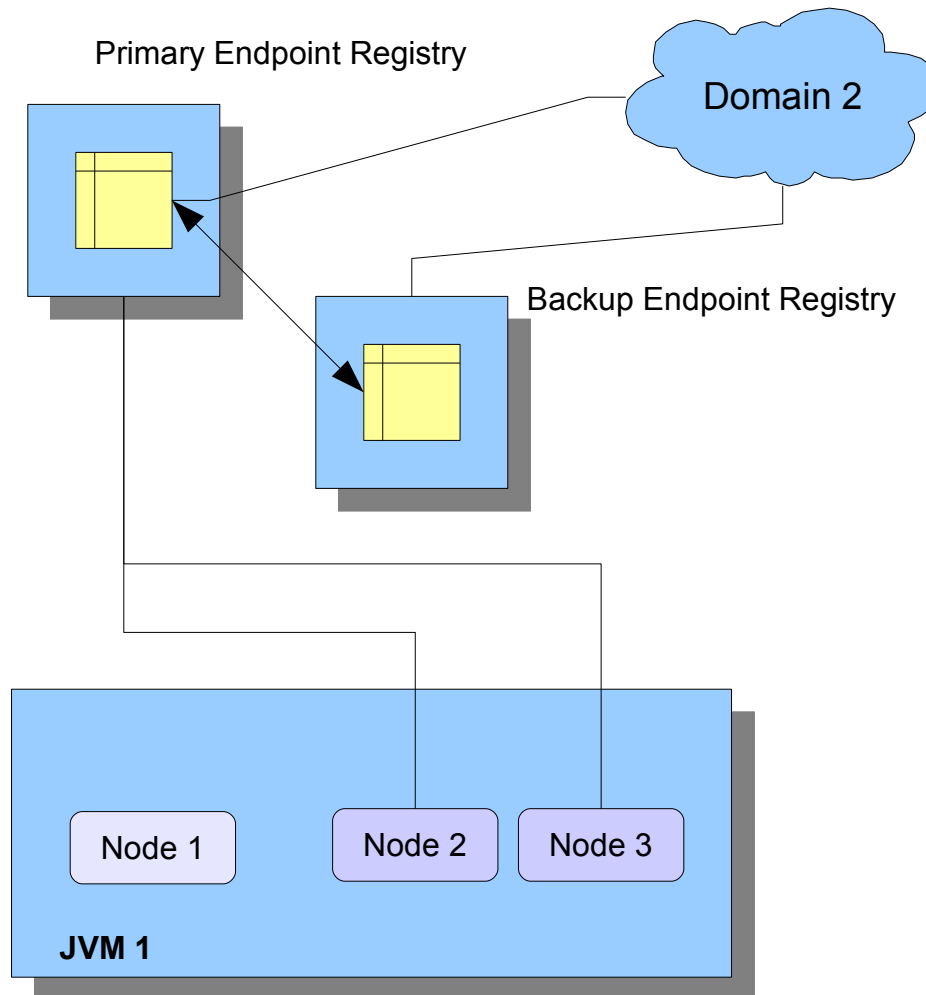 Primary Endpoint Registry
Domain 2
Backup Endpoint Registry
Node 1
Node 2
Node 3
JVM 1